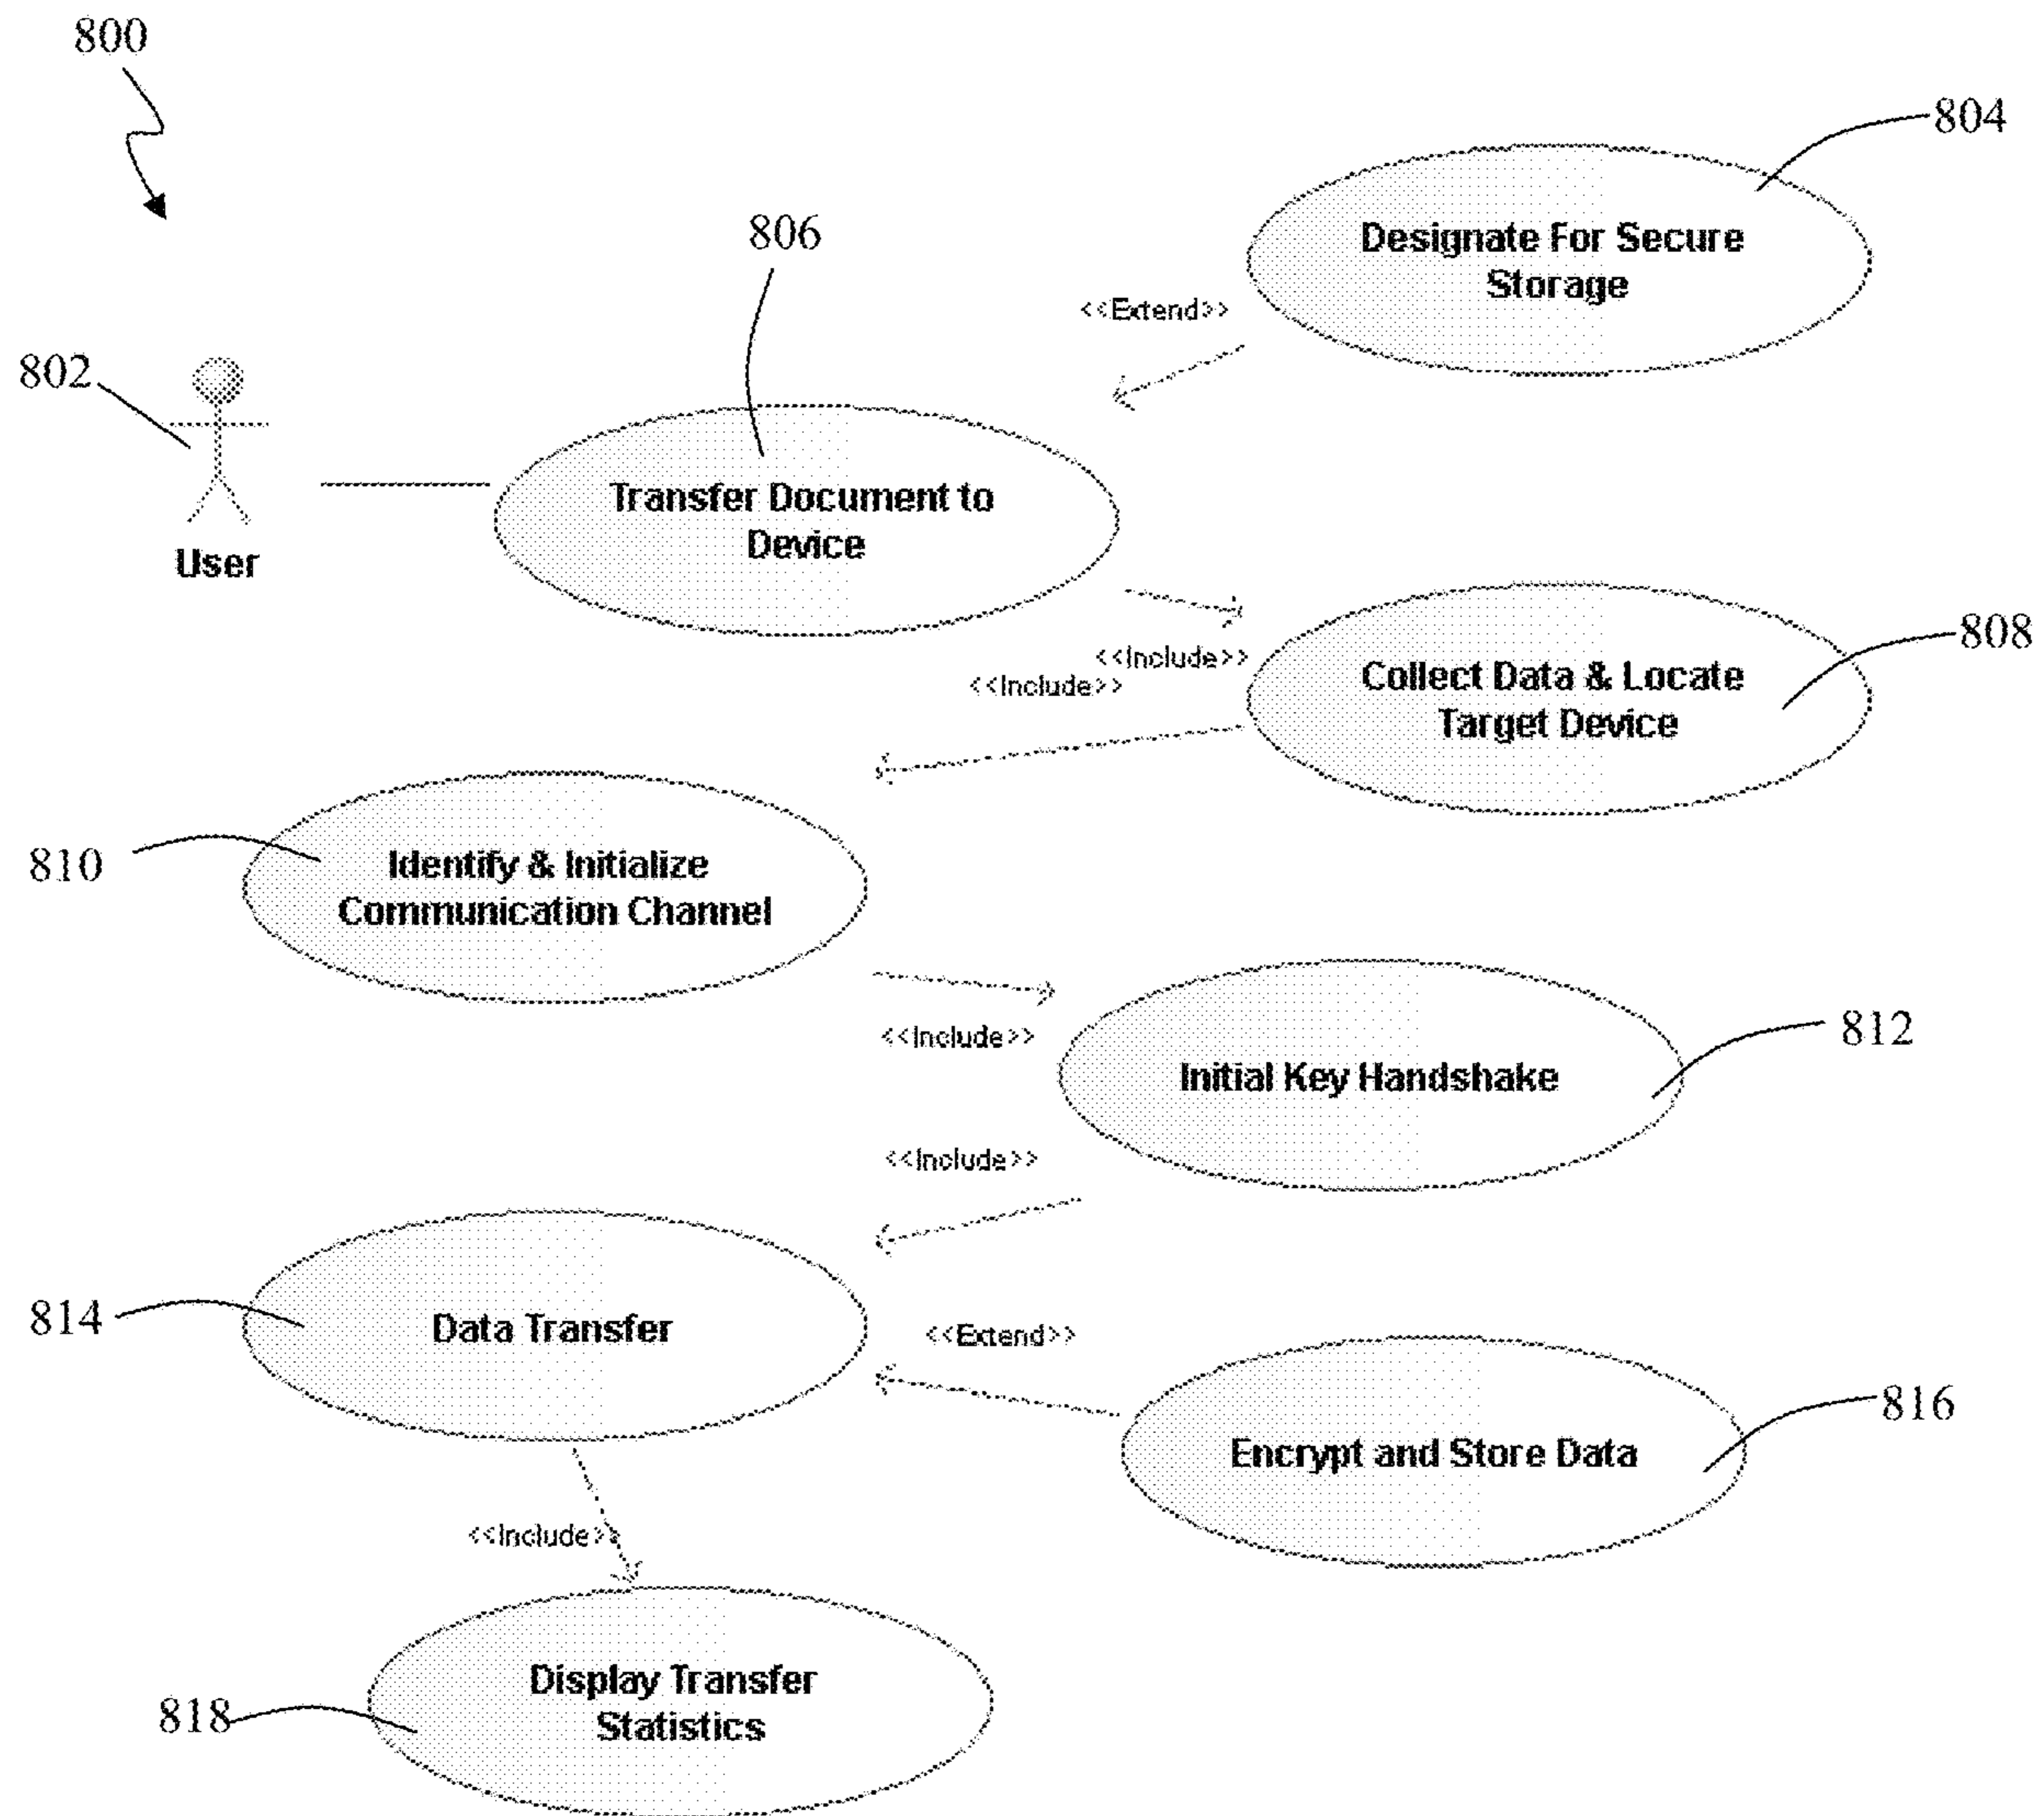 800
804
Designate For Secure
Storage
806
<<Extend>>
802
User
Transfer Document to
Device
808
<<Include>>
<<Include>>
Collect Data & Locate
Target Device
810
Identify & Initialize
Communication Channel
812
<<Include>>
Initial Key Handshake
<<Include>>
814
Data Transfer
<<Extend>>
816
Encrypt and Store Data
<<Include>>
818
Display Transfer
Statistics